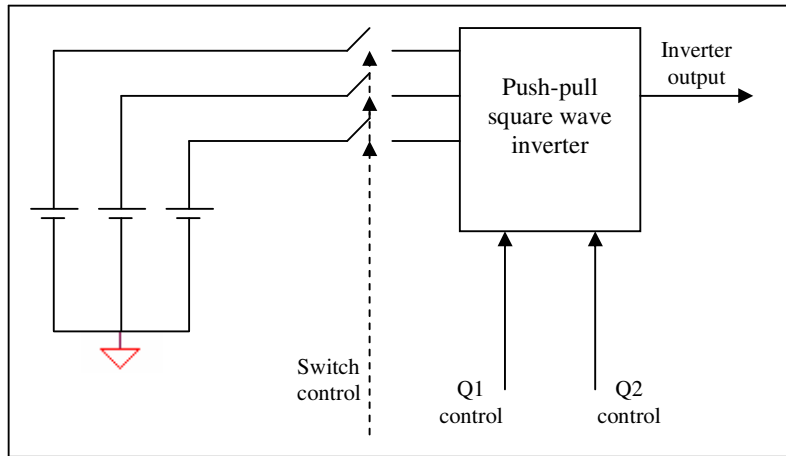 Inverter
output
Push-pull
square wave
inverter
Switch
control
Q1
control
Q2
control